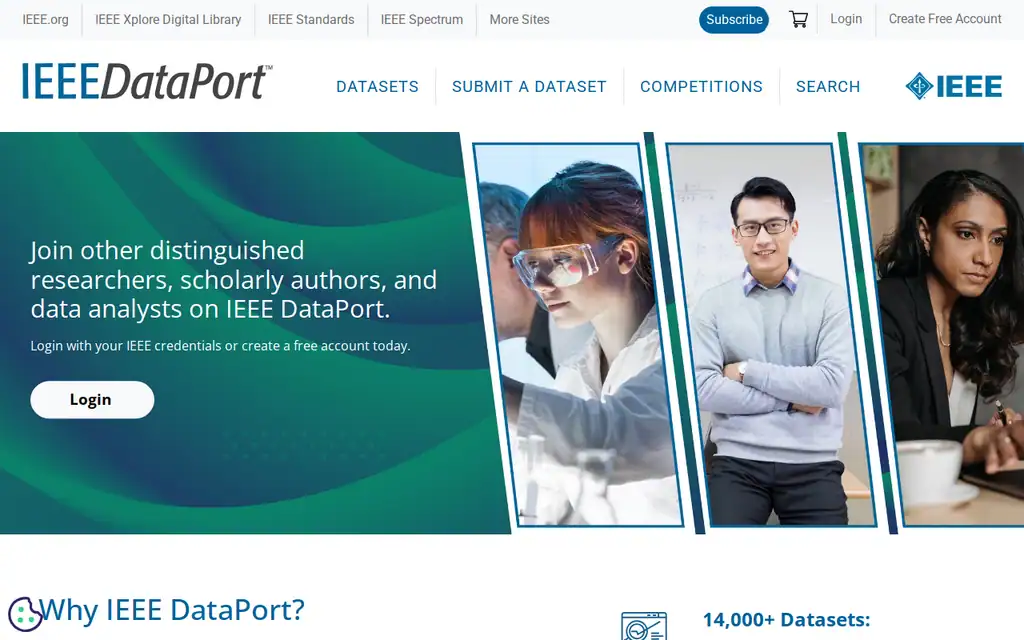 IEEE.org
IEEE Xplore Digital Library
IEEE Standards
IEEE Spectrum
More Sites
Subscribe
Login
Create Free Account
IEEE DataPort™
DATASETS
SUBMIT A DATASET
COMPETITIONS
SEARCH
IEEE
Join other distinguished
researchers, scholarly authors, and
data analysts on IEEE DataPort.
Login with your IEEE credentials or create a free account today.
Login
Why IEEE DataPort?
14,000+ Datasets: